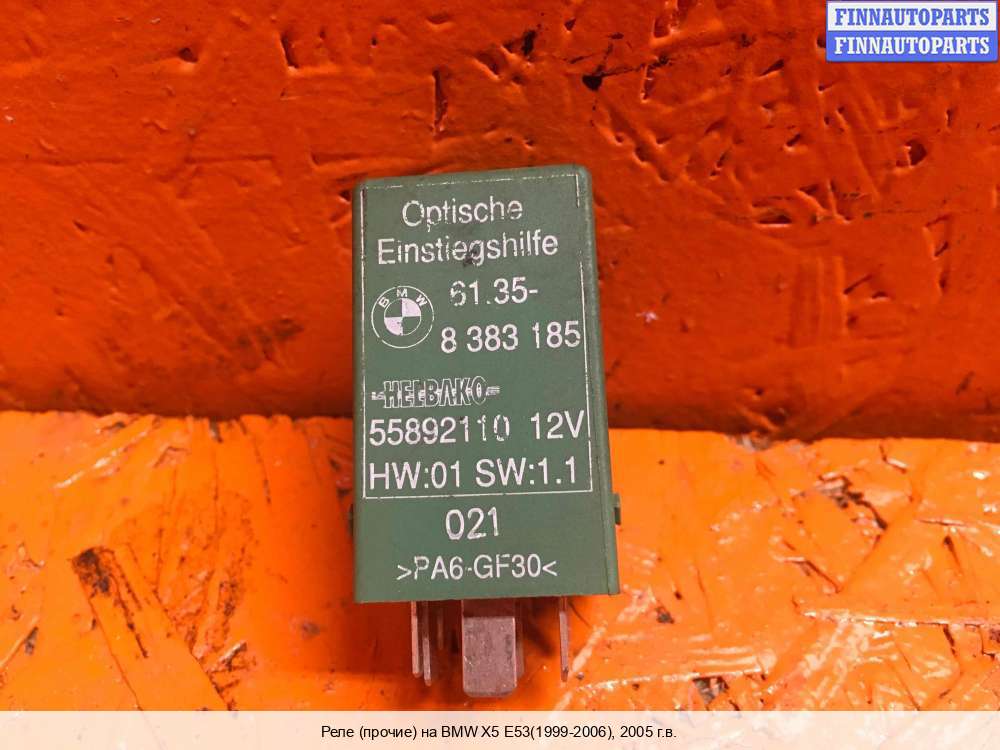 FINNAUTOPARTS
FINNAUTOPARTS
Optische
Einstiegshilfe
BMW
61.35-
8 383 185
HELBAKO
55892110 12V
HW:01 SW:1.1
021
>PA6-GF30<
Реле (прочие) на BMW X5 E53(1999-2006), 2005 г.в.